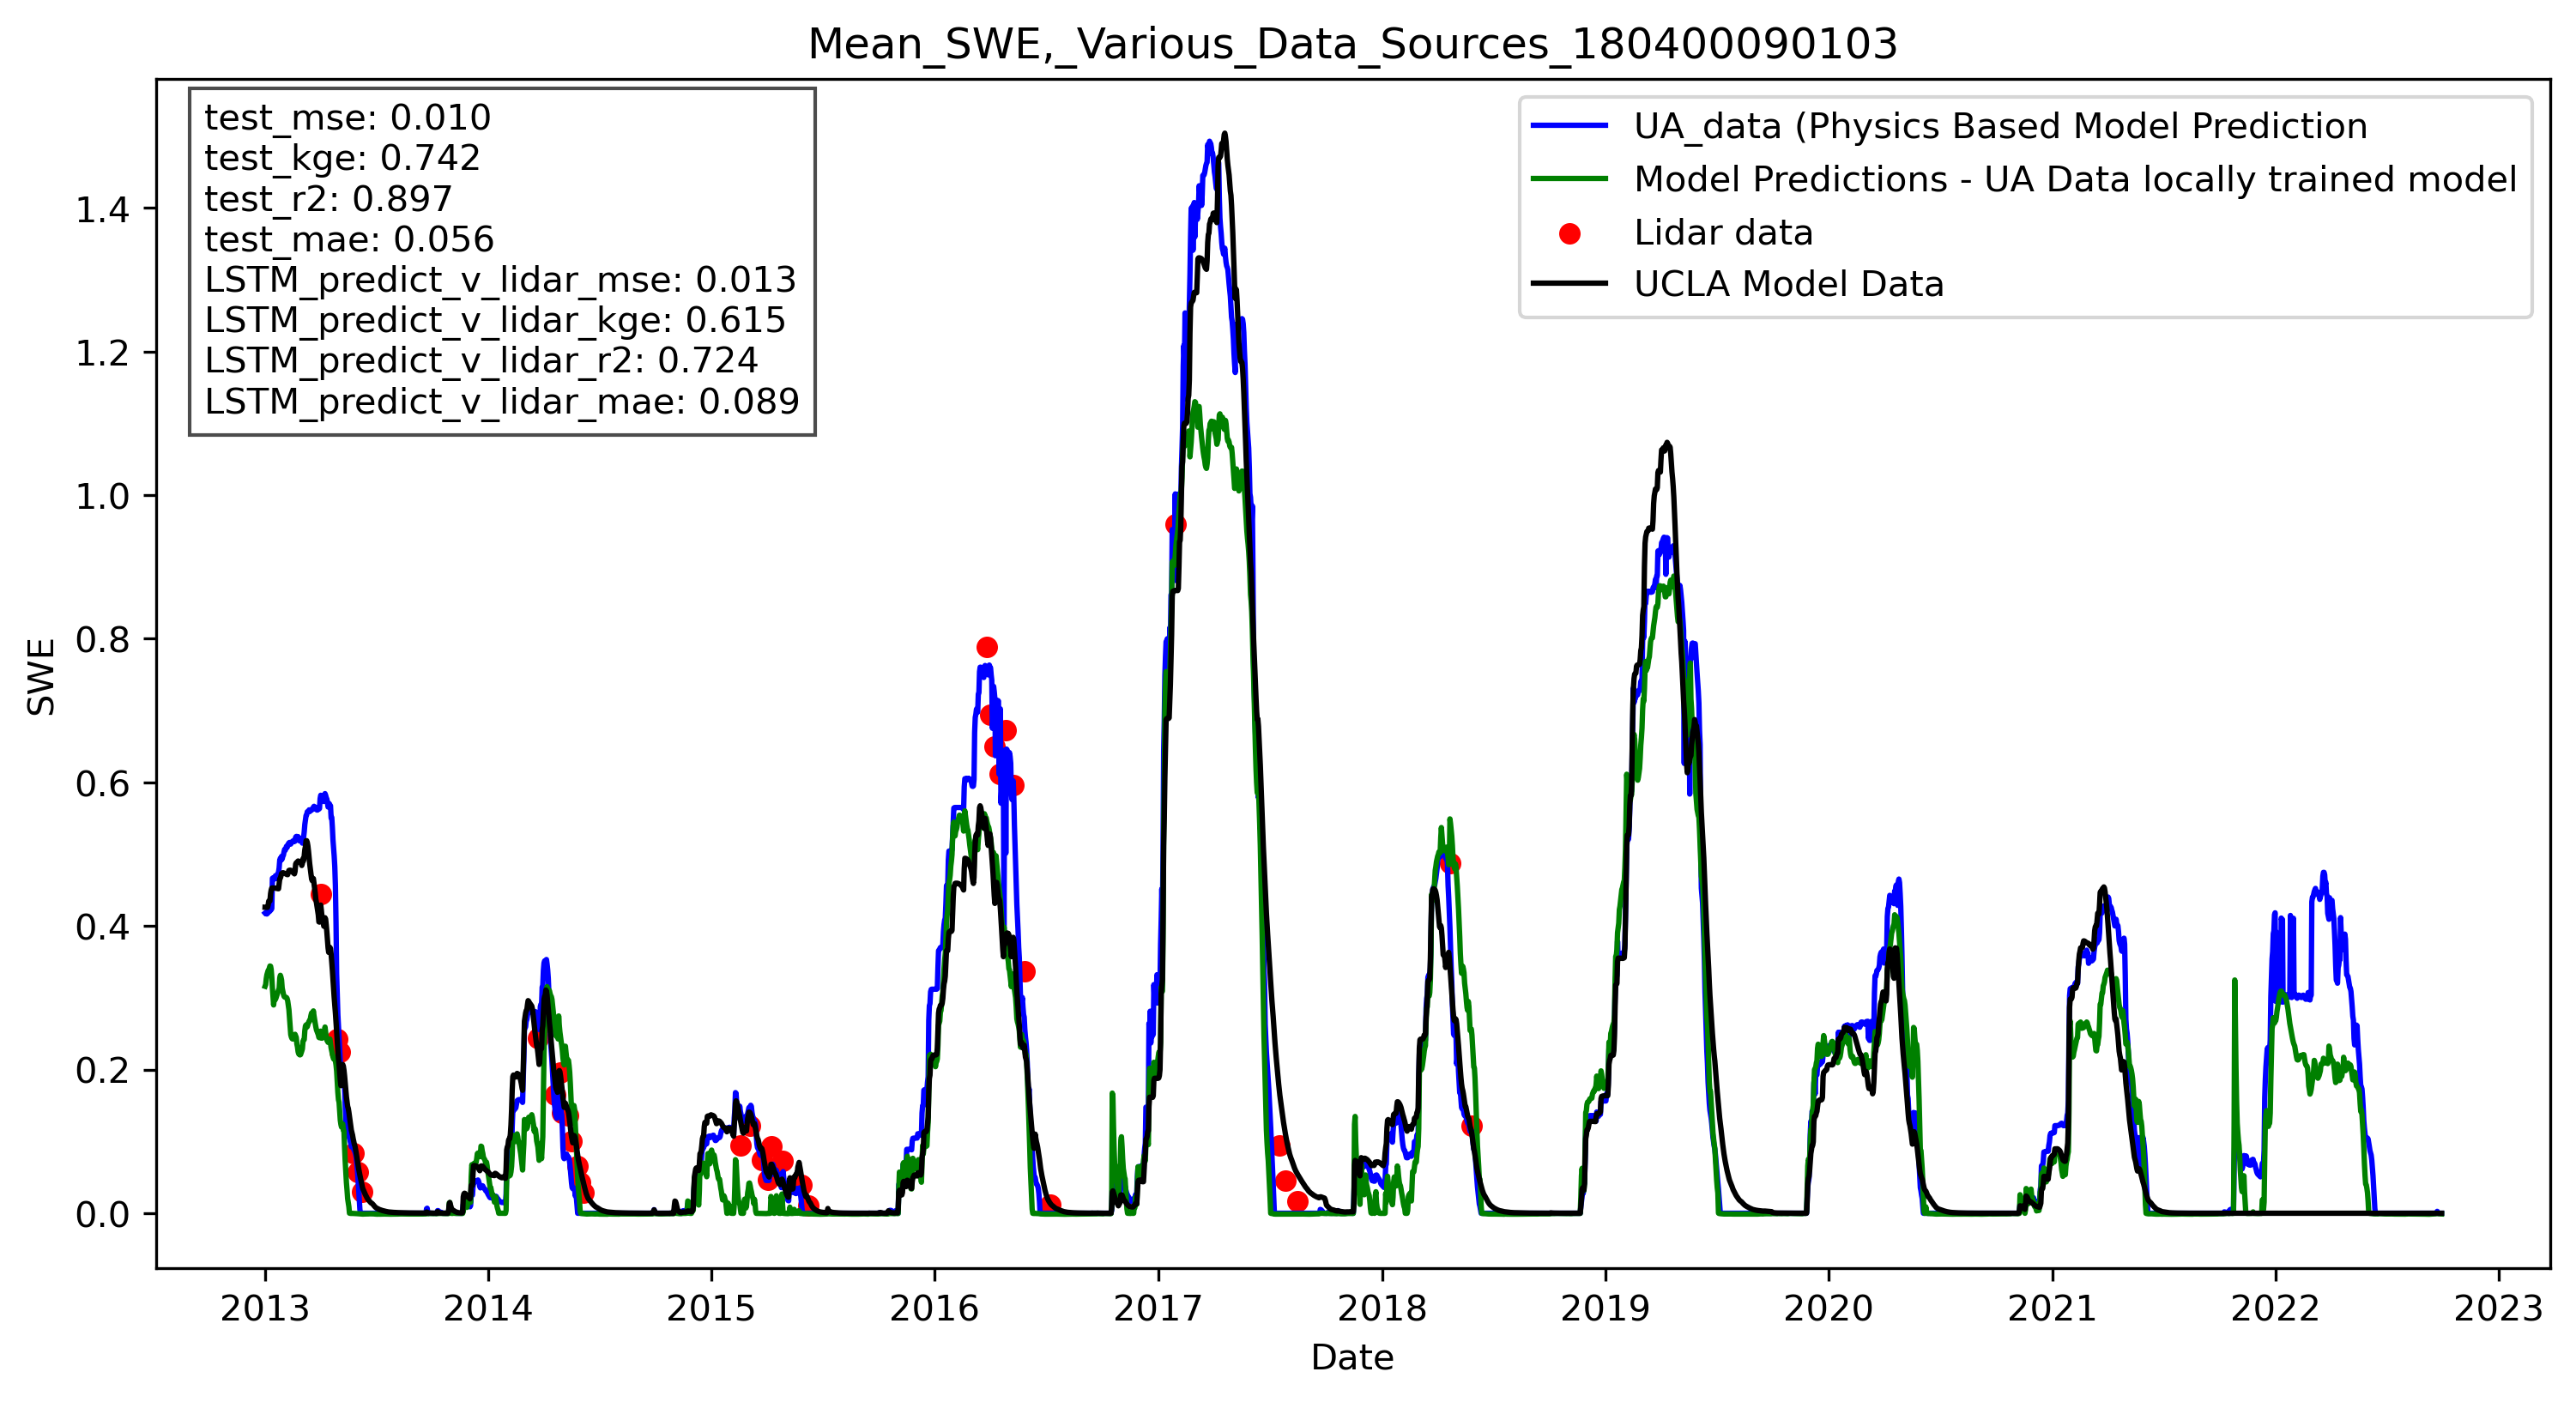 Mean_SWE,_Various_Data_Sources_180400090103
test_mse: 0.010
test_kge: 0.742
test_r2: 0.897
test_mae: 0.056
LSTM_predict_v_lidar_mse: 0.013
LSTM_predict_v_lidar_kge: 0.615
LSTM_predict_v_lidar_r2: 0.724
LSTM_predict_v_lidar_mae: 0.089
UA_data (Physics Based Model Prediction
Model Predictions - UA Data locally trained model
Lidar data
UCLA Model Data
1.4
1.2
1.0
0.8
0.6
0.4
0.2
0.0
SWE
2013 2014 2015 2016 2017 2018 2019 2020 2021 2022 2023
Date